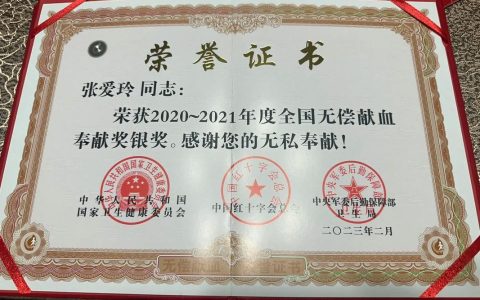 荣誉证书
张爱玲 同志：
荣获2020~2021年度全国无偿献血
奉献奖银奖。感谢您的无私奉献！
中华人民共和国
国家卫生健康委员会
中国红十字会总会
中央军委后勤保障部
卫生局
二〇二三年二月